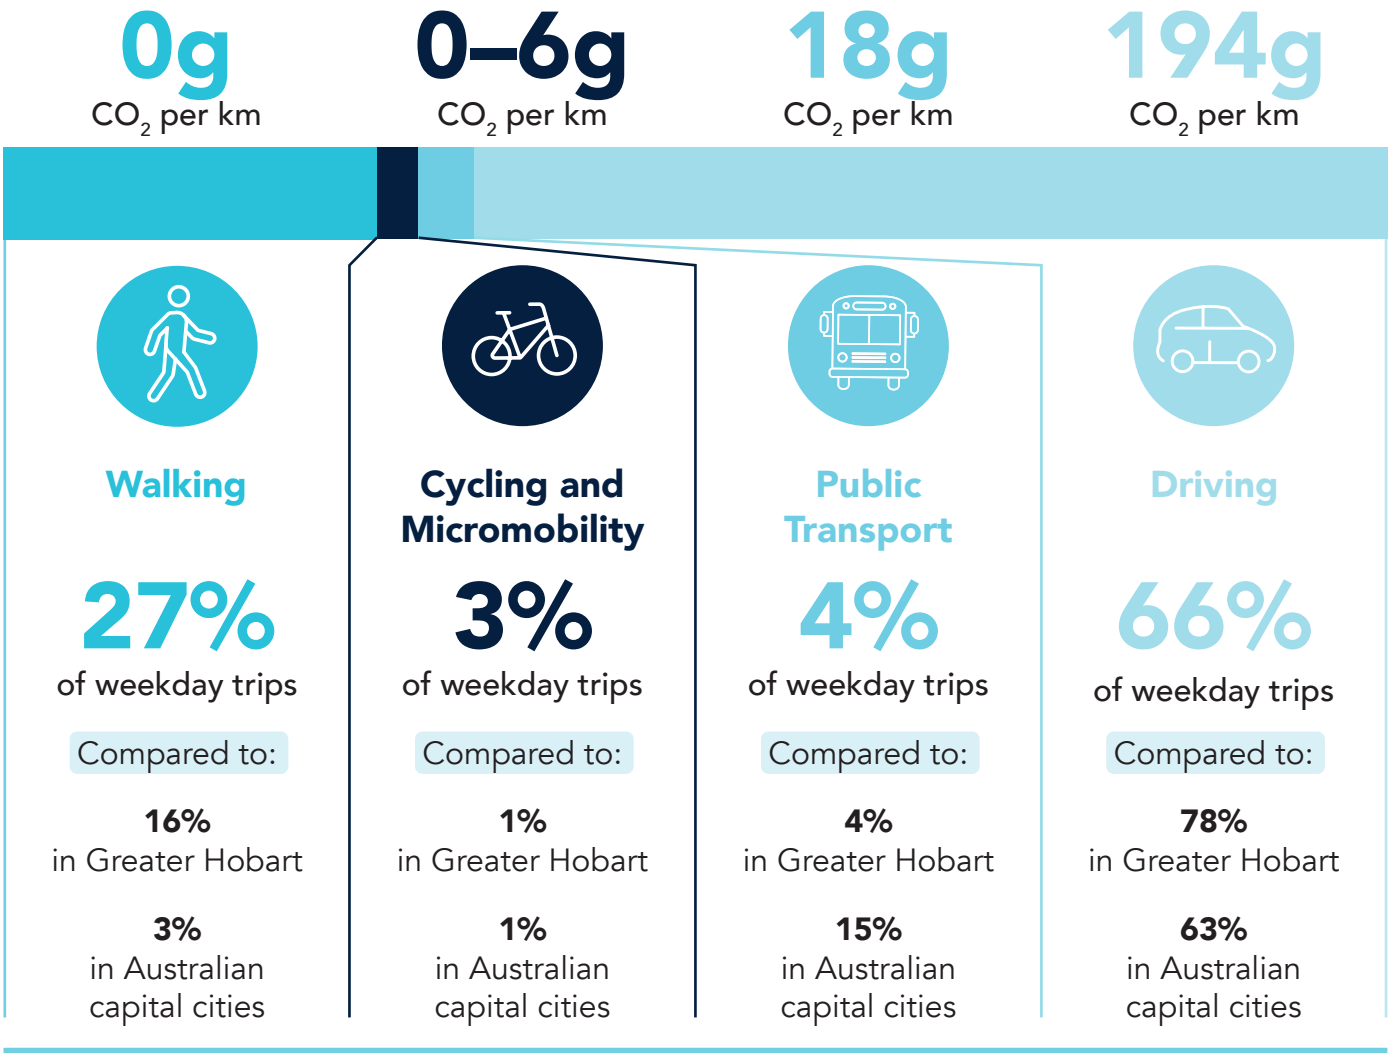 0g
CO2 per km
0–6g
CO2 per km
18g
CO2 per km
194g
CO2 per km
Walking
27%
of weekday trips
Compared to:
16%
in Greater Hobart
3%
in Australian
capital cities
Cycling and
Micromobility
3%
of weekday trips
Compared to:
1%
in Greater Hobart
1%
in Australian
capital cities
Public
Transport
4%
of weekday trips
Compared to:
4%
in Greater Hobart
15%
in Australian
capital cities
Driving
66%
of weekday trips
Compared to:
78%
in Greater Hobart
63%
in Australian
capital cities